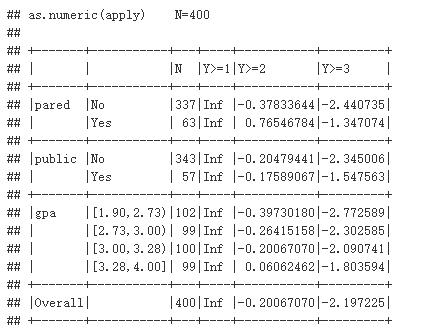 ## as.numeric(apply)    N=400
##
## +-------+-----------+---+----+-----------+---------+
## |       |           |N  |Y>=1|Y>=2       |Y>=3     |
## +-------+-----------+---+----+-----------+---------+
## |pared  |No         |337|Inf |-0.37833644|-2.440735|
## |       |Yes        | 63|Inf | 0.76546784|-1.347074|
## +-------+-----------+---+----+-----------+---------+
## |public |No         |343|Inf |-0.20479441|-2.345006|
## |       |Yes        | 57|Inf |-0.17589067|-1.547563|
## +-------+-----------+---+----+-----------+---------+
## |gpa    |[1.90,2.73)|102|Inf |-0.39730180|-2.772589|
## |       |[2.73,3.00)| 99|Inf |-0.26415158|-2.302585|
## |       |[3.00,3.28)|100|Inf |-0.20067070|-2.090741|
## |       |[3.28,4.00]| 99|Inf | 0.06062462|-1.803594|
## +-------+-----------+---+----+-----------+---------+
## |Overall|           |400|Inf |-0.20067070|-2.197225|
## +-------+-----------+---+----+-----------+---------+